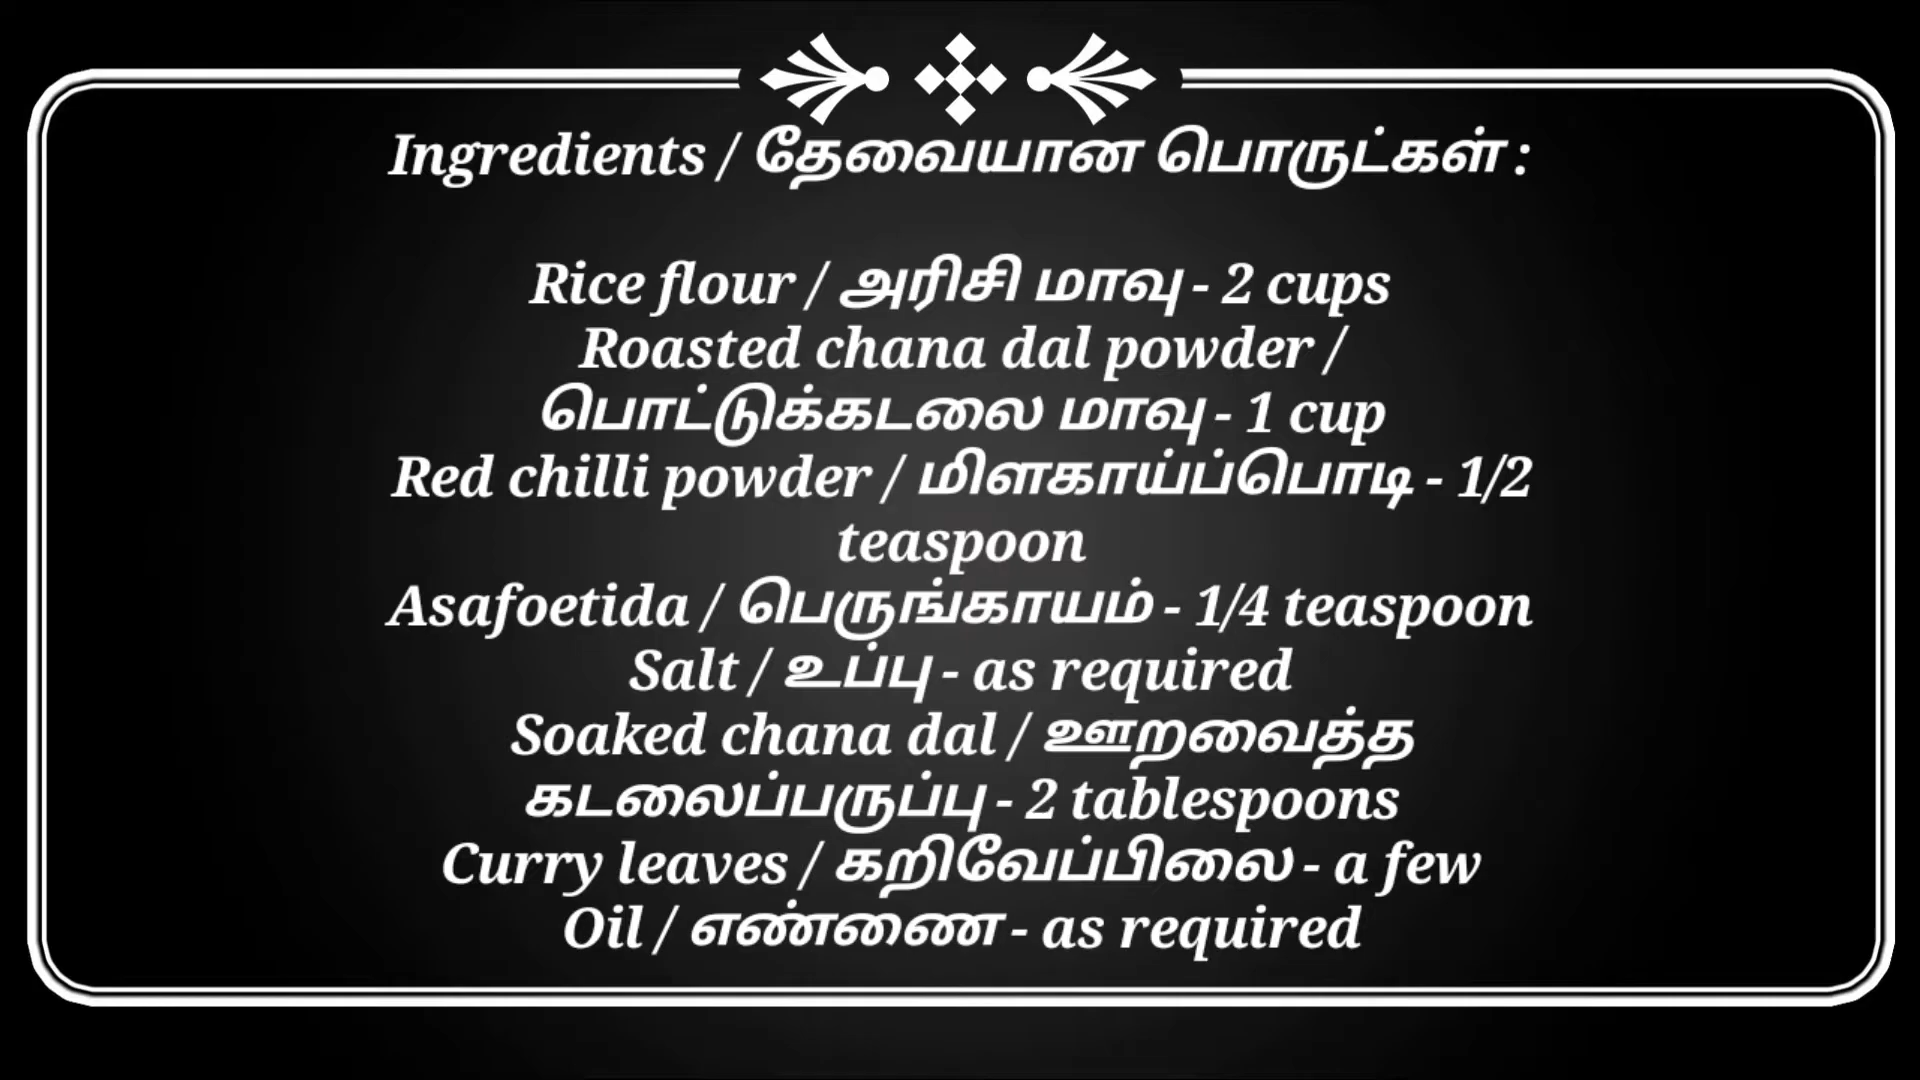 Ingredients / தேவையான பொருட்கள் :
Rice flour / அரிசி மாவு - 2 cups
Roasted chana dal powder /
பொட்டுக்கடலை மாவு - 1 cup
Red chilli powder / மிளகாய்ப்பொடி - 1/2
teaspoon
Asafoetida / பெருங்காயம் - 1/4 teaspoon
Salt / உப்பு - as required
Soaked chana dal / ஊறவைத்த
கடலைப்பருப்பு - 2 tablespoons
Curry leaves / கறிவேப்பிலை - a few
Oil / எண்ணை - as required